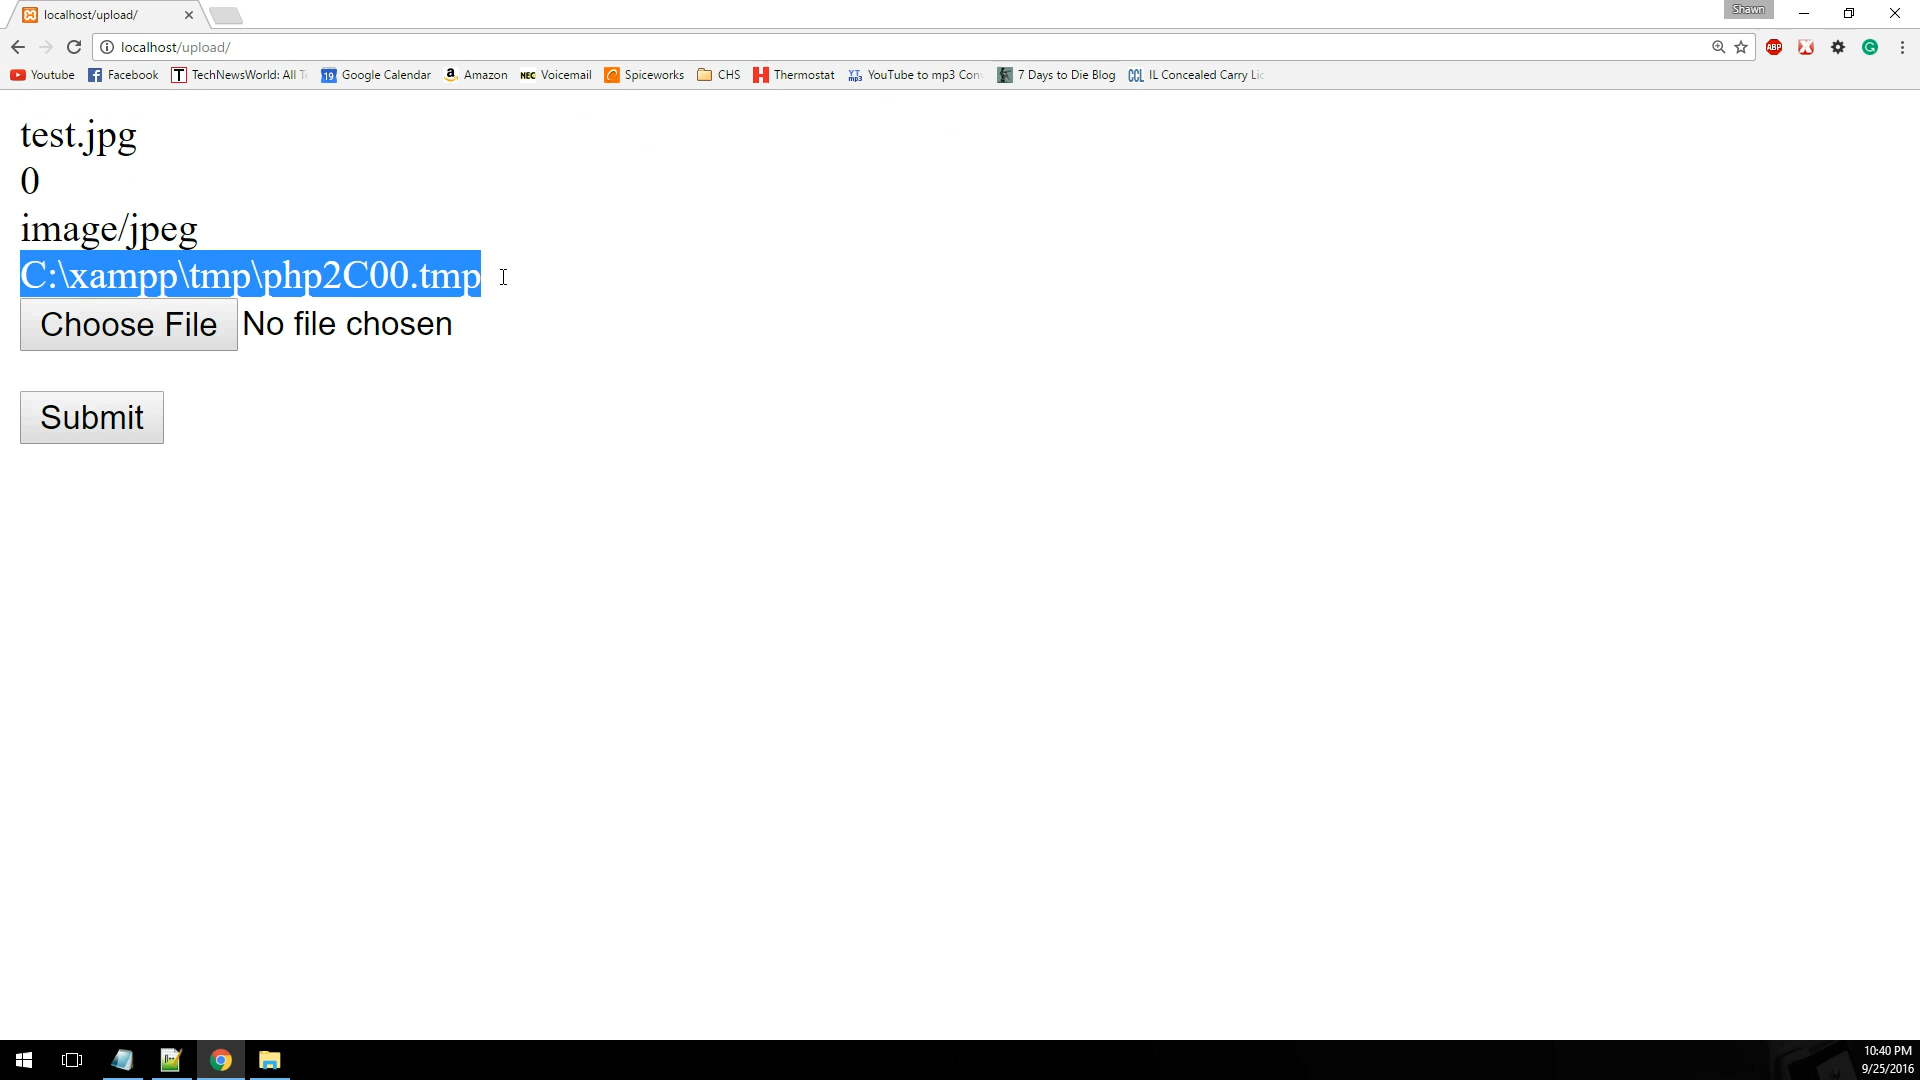 localhost/upload/
Shawn
localhost/upload/
Youtube Facebook TechNewsWorld: All Google Calendar Amazon NEC Voicemail Spiceworks CHS Thermostat YouTube to mp3 7 Days to Die Blog CCL IL Concealed Carry
test.jpg
0
image/jpeg
C:\xampp\tmp\php2C00.tmp
Choose File No file chosen
Submit
10:40 PM
9/25/2016